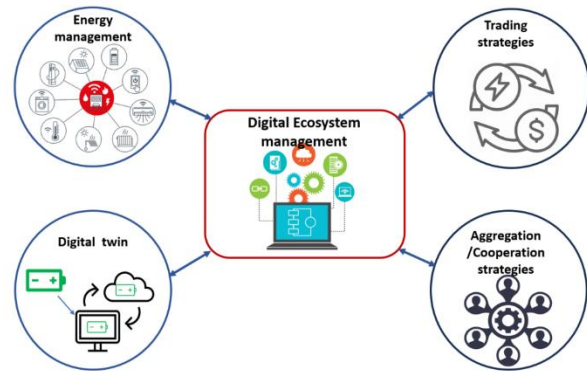 Energy
management
Trading
strategies
Digital Ecosystem
management
Digital twin
Aggregation
/Cooperation
strategies
$